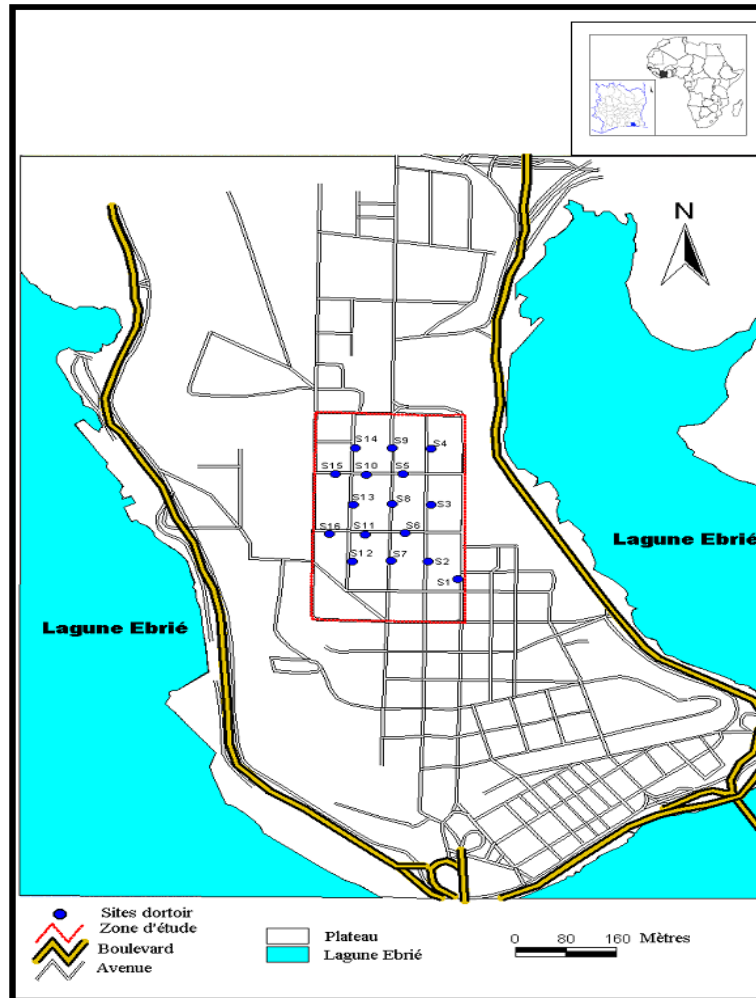 N
S14 S9 S4
S15 S10 S5
S13 S8 S3
S16 S11 S6
S12 S7 S2
S1
Lagune Ebrié
Lagune Ebrié
Sites dortoir
Zone d'étude
Boulevard
Avenue
Plateau
Lagune Ebrié
0 80 160 Mètres